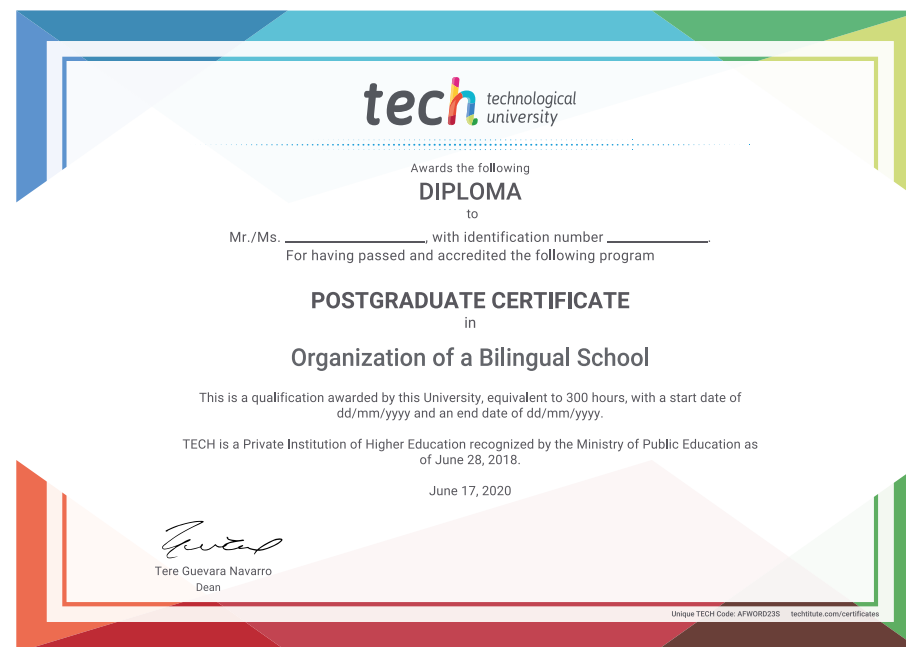 tech technological
university
Awards the following
DIPLOMA
to
Mr./Ms. ____________________, with identification number ______________.
For having passed and accredited the following program
POSTGRADUATE CERTIFICATE
in
Organization of a Bilingual School
This is a qualification awarded by this University, equivalent to 300 hours, with a start date of
dd/mm/yyyy and an end date of dd/mm/yyyy.
TECH is a Private Institution of Higher Education recognized by the Ministry of Public Education as
of June 28, 2018.
June 17, 2020
Tere Guevara Navarro
Dean
Unique TECH Code: AFWORD23S techtitute.com/certificates